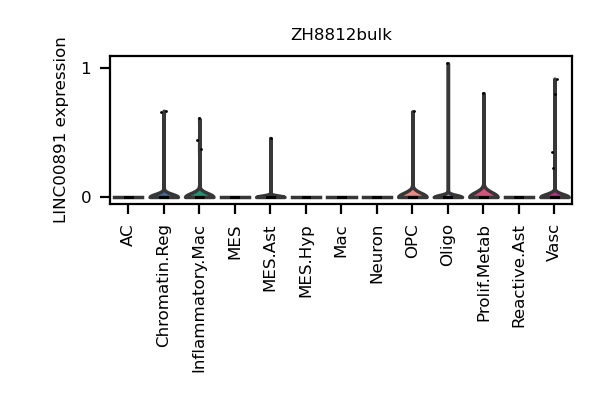 ZH8812bulk
LINC00891 expression
1
0
AC
Chromatin.Reg
Inflammatory.Mac
MES
MES.Ast
MES.Hyp
Mac
Neuron
OPC
Oligo
Prolif.Metab
Reactive.Ast
Vasc